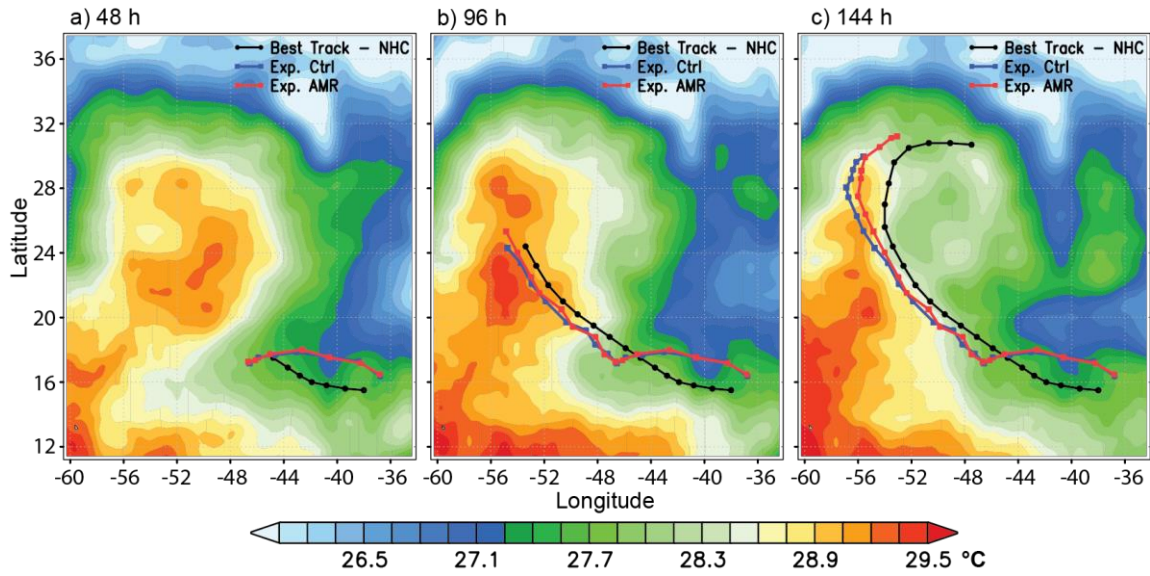 a) 48 h
b) 96 h
c) 144 h
Best Track – NHC
Exp. Ctrl
Exp. AMR
Best Track – NHC
Exp. Ctrl
Exp. AMR
Best Track – NHC
Exp. Ctrl
Exp. AMR
Latitude
36
32
28
24
20
16
12
-60 -56 -52 -48 -44 -40 -36
-60 -56 -52 -48 -44 -40 -36
-60 -56 -52 -48 -44 -40 -36
Longitude
26.5 27.1 27.7 28.3 28.9 29.5 °C